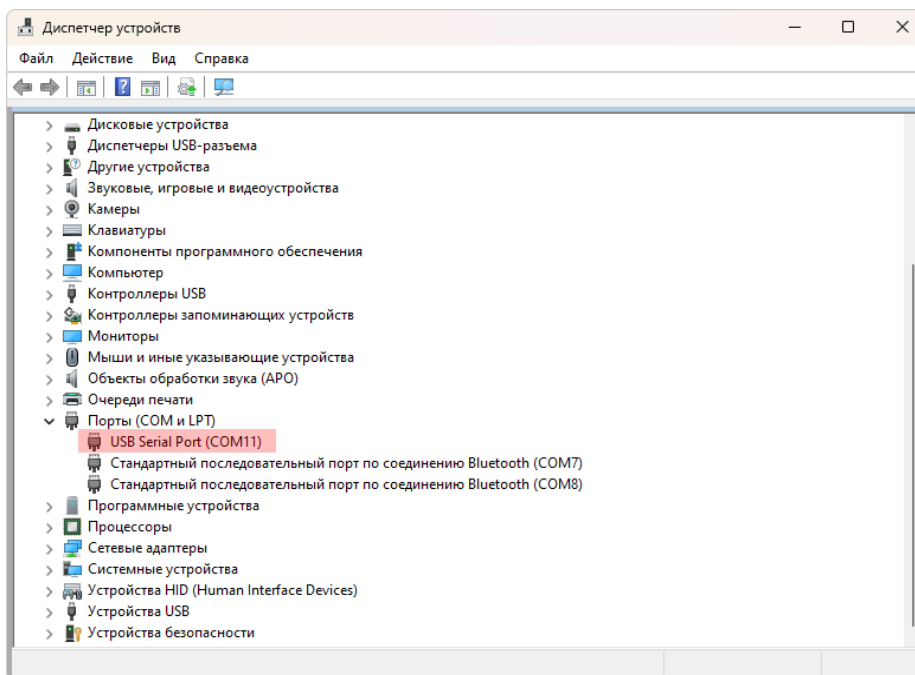 Диспетчер устройств
Файл Действие Вид Справка
Дисковые устройства
Диспетчеры USB-разъема
Другие устройства
Звуковые, игровые и видеоустройства
Камеры
Клавиатуры
Компоненты программного обеспечения
Компьютер
Контроллеры USB
Контроллеры запоминающих устройств
Мониторы
Мыши и иные указывающие устройства
Объекты обработки звука (APO)
Очереди печати
Порты (COM и LPT)
USB Serial Port (COM11)
Стандартный последовательный порт по соединению Bluetooth (COM7)
Стандартный последовательный порт по соединению Bluetooth (COM8)
Программные устройства
Процессоры
Сетевые адаптеры
Системные устройства
Устройства HID (Human Interface Devices)
Устройства USB
Устройства безопасности